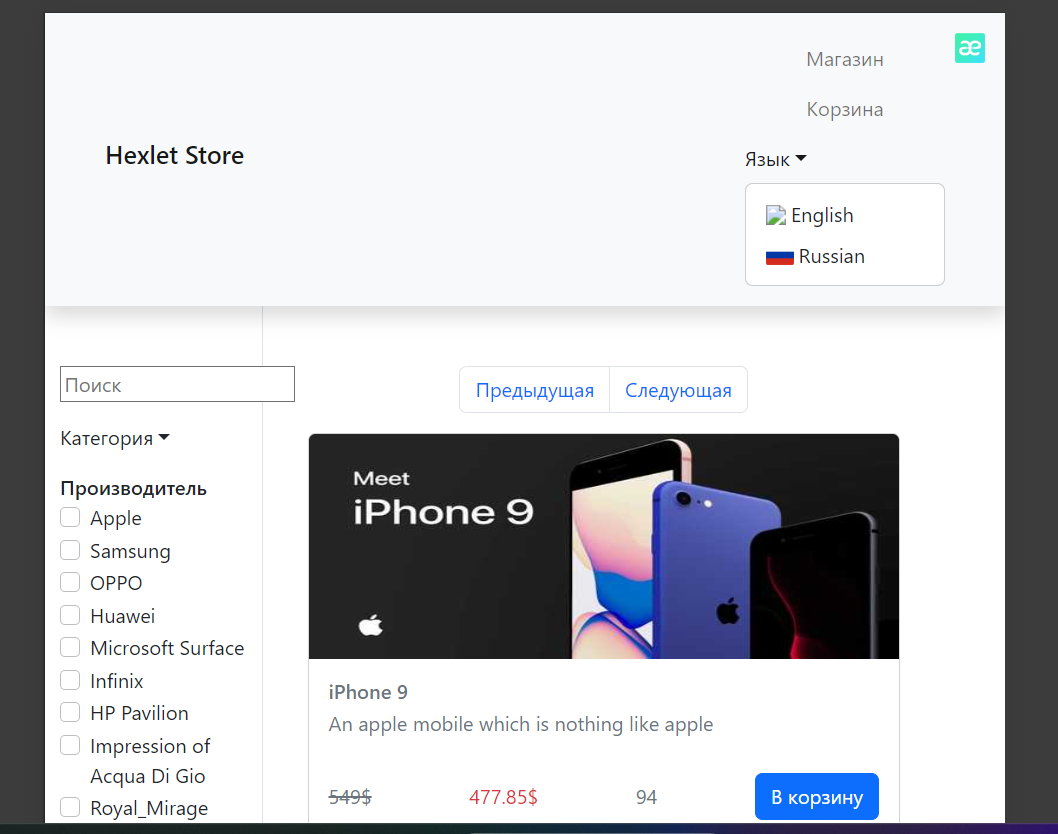 æ
Магазин
Корзина
Hexlet Store
Язык
English
Russian
Поиск
Предыдущая Следующая
Категория
Производитель
Apple
Samsung
OPPO
Huawei
Microsoft Surface
Infinix
HP Pavilion
Impression of
Acqua Di Gio
Royal_Mirage
Meet
iPhone 9
iPhone 9
An apple mobile which is nothing like apple
549$ 477.85$ 94 В корзину